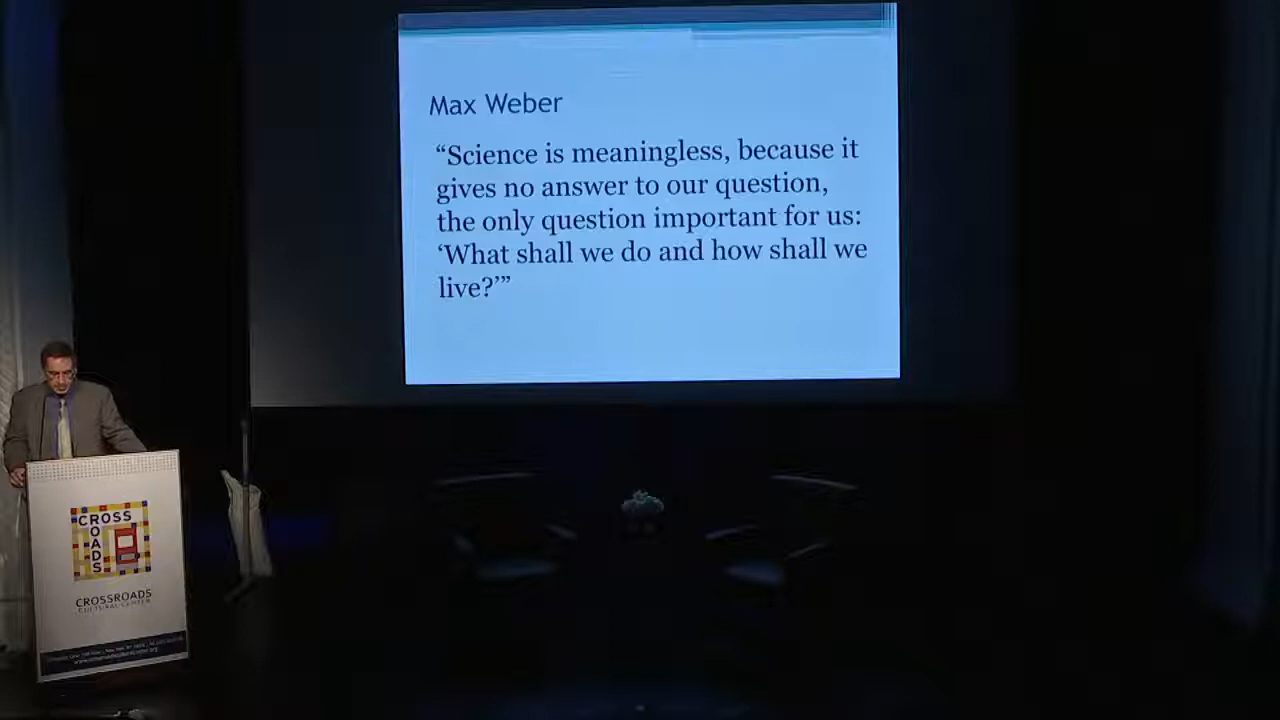 Max Weber
“Science is meaningless, because it
gives no answer to our question,
the only question important for us:
‘What shall we do and how shall we
live?’”
CROSS
ROADS
CROSSROADS
CULTURAL CENTER